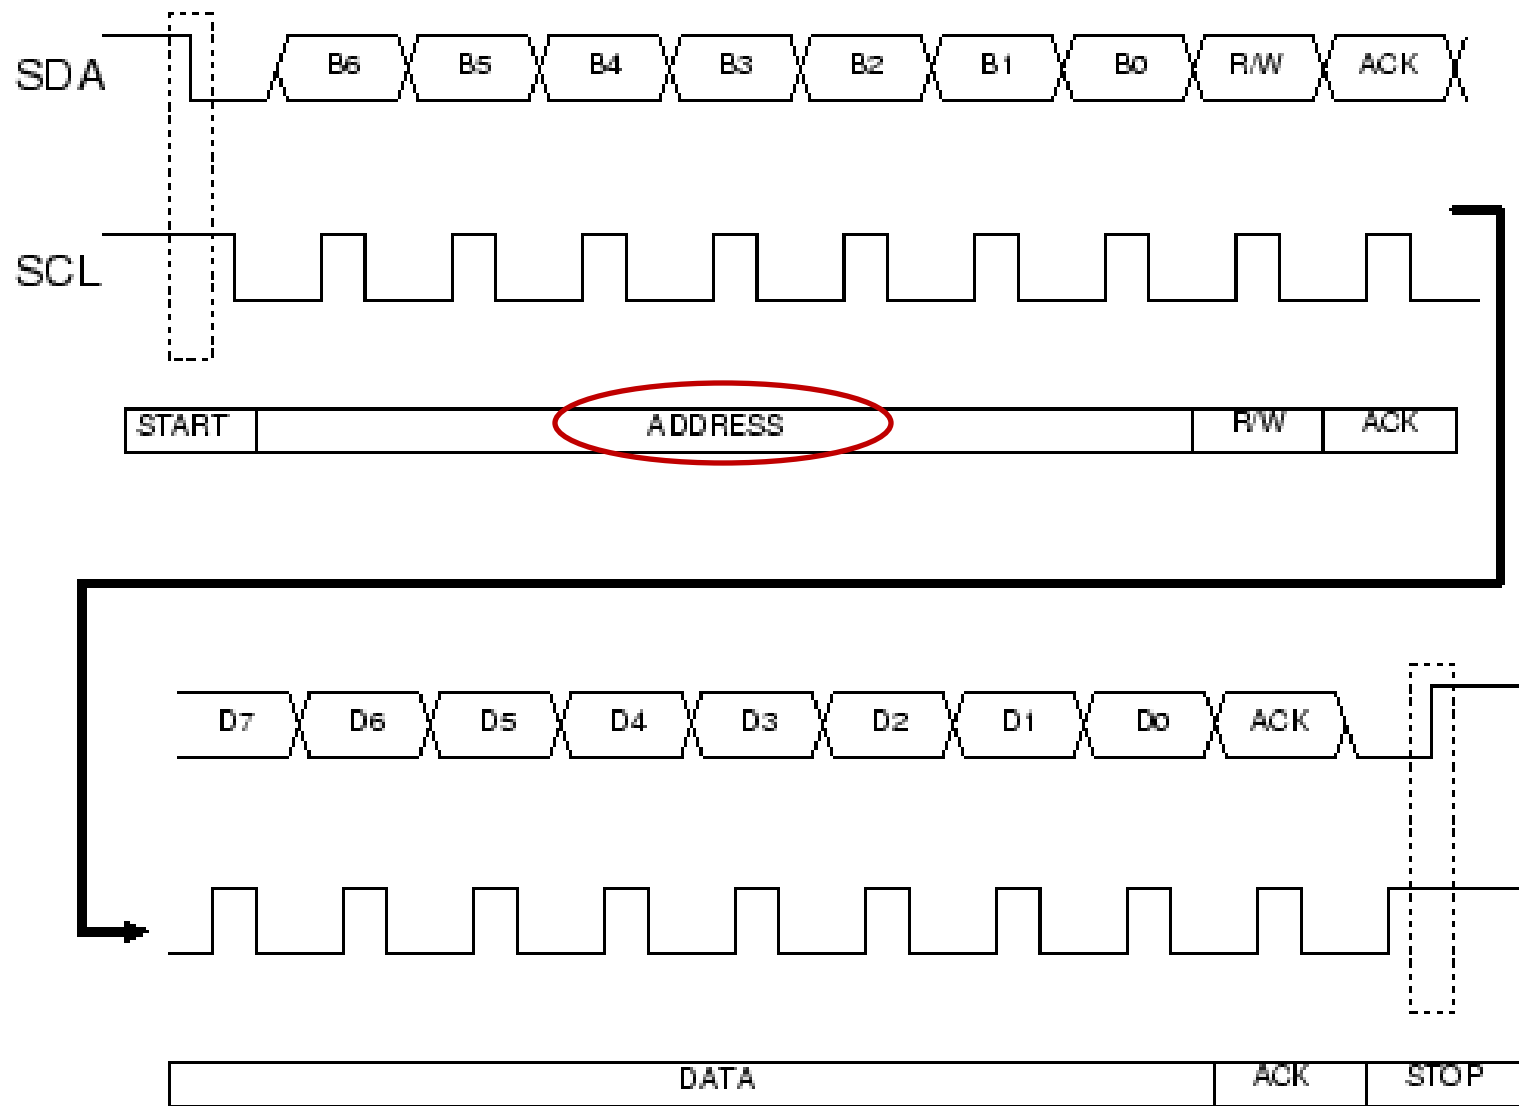 SDA B6 B5 B4 B3 B2 B1 B0 R/W ACK
SCL
START ADDRESS R/W ACK
D7 D6 D5 D4 D3 D2 D1 D0 ACK
DATA ACK STOP